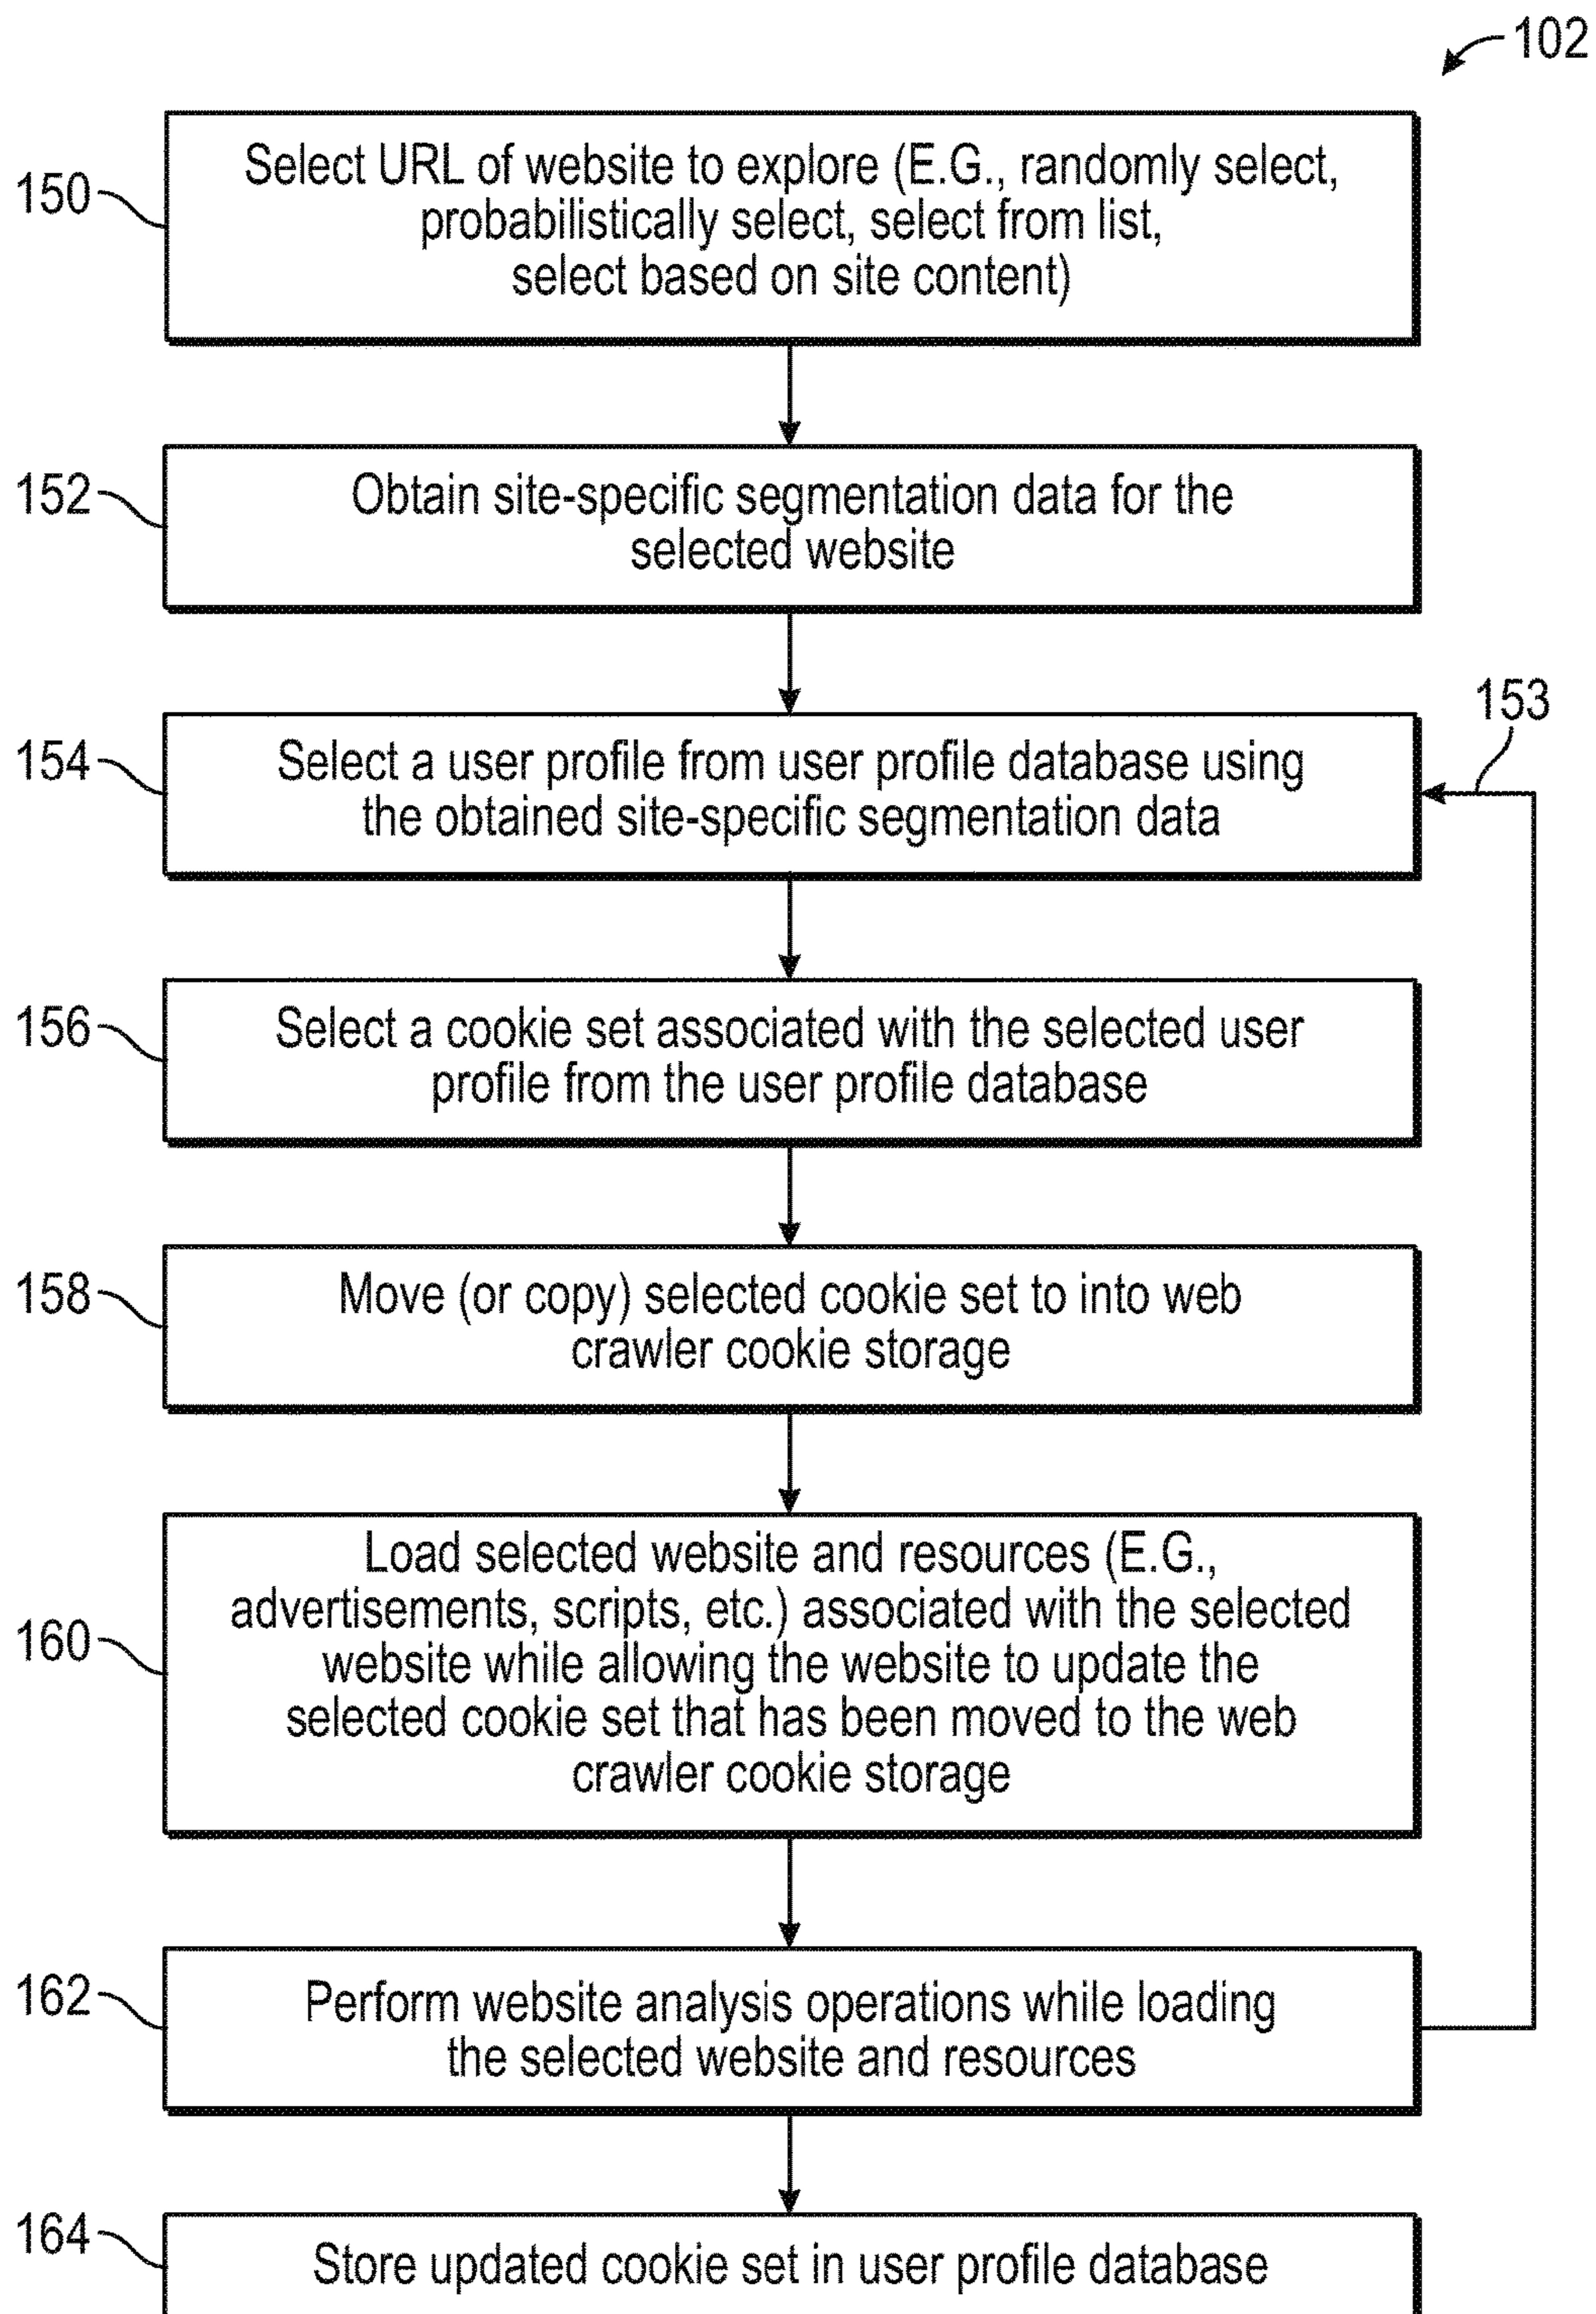 102
150
Select URL of website to explore (E.G., randomly select,
probabilistically select, select from list,
select based on site content)
152
Obtain site-specific segmentation data for the
selected website
153
154
Select a user profile from user profile database using
the obtained site-specific segmentation data
156
Select a cookie set associated with the selected user
profile from the user profile database
158
Move (or copy) selected cookie set to into web
crawler cookie storage
160
Load selected website and resources (E.G.,
advertisements, scripts, etc.) associated with the selected
website while allowing the website to update the
selected cookie set that has been moved to the web
crawler cookie storage
162
Perform website analysis operations while loading
the selected website and resources
164
Store updated cookie set in user profile database